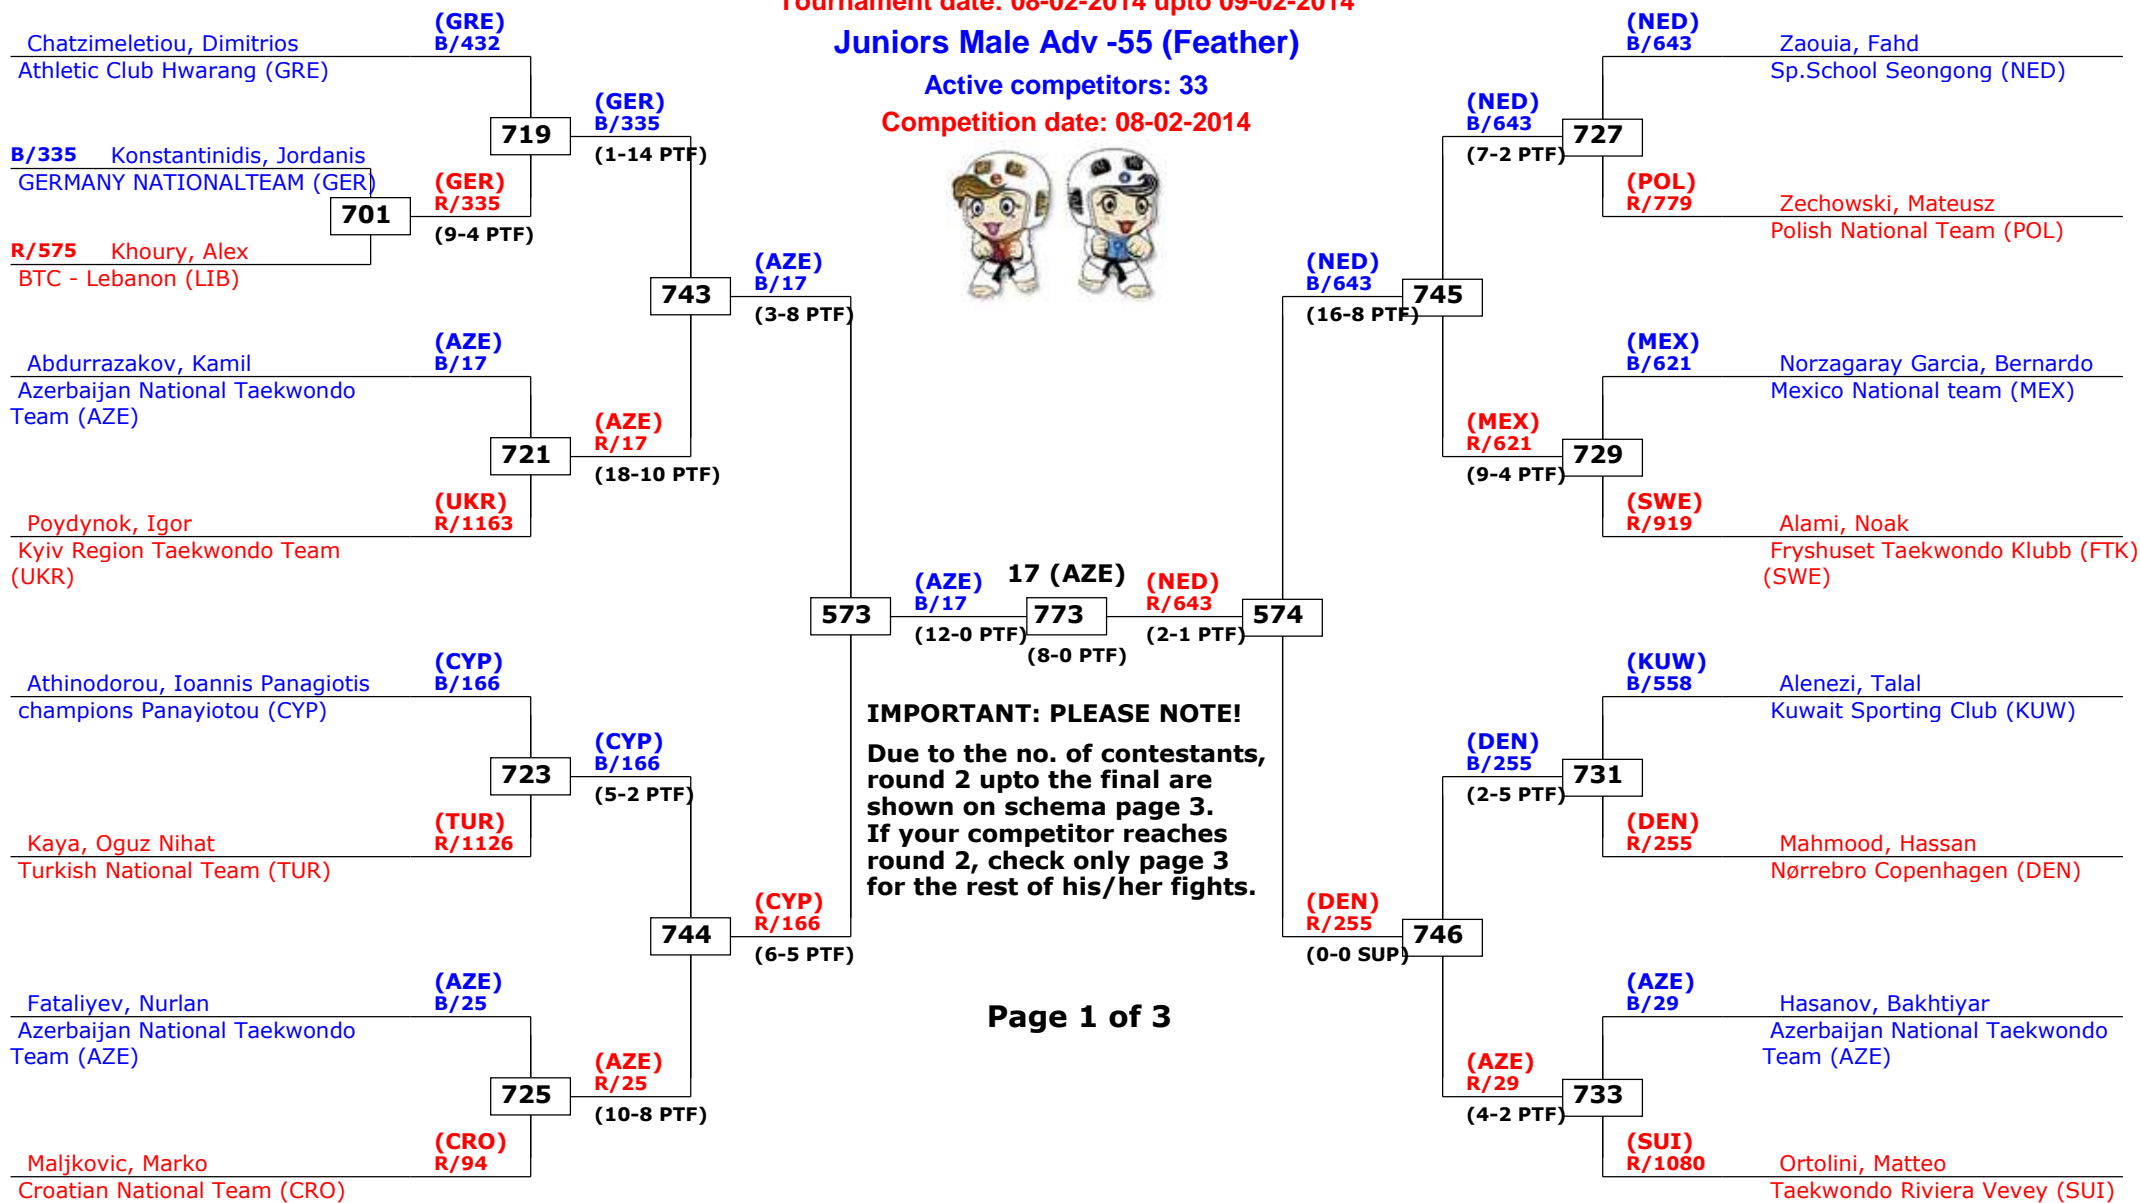 Tournament date: 08-02-2014 upto 09-02-2014
Juniors Male Adv -55 (Feather)
Active competitors: 33
Competition date: 08-02-2014
(GRE)
Chatzimeletiou, Dimitrios B/432
Athletic Club Hwarang (GRE)
719
(GER)
B/335
(1-14 PTF)
B/335 Konstantinidis, Jordanis
GERMANY NATIONALTEAM (GER)
701
(GER)
R/335
(9-4 PTF)
R/575 Khoury, Alex
BTC - Lebanon (LIB)
743
(AZE)
B/17
(3-8 PTF)
(AZE)
Abdurrazakov, Kamil B/17
Azerbaijan National Taekwondo
Team (AZE)
721
(AZE)
R/17
(18-10 PTF)
(UKR)
Poydynok, Igor R/1163
Kyiv Region Taekwondo Team
(UKR)
573
(AZE)
B/17
(12-0 PTF)
17 (AZE)
773
(8-0 PTF)
(NED)
R/643
(2-1 PTF)
574
(CYP)
Athinodorou, Ioannis Panagiotis B/166
champions Panayiotou (CYP)
723
(CYP)
B/166
(5-2 PTF)
(TUR)
Kaya, Oguz Nihat R/1126
Turkish National Team (TUR)
744
(CYP)
R/166
(6-5 PTF)
(AZE)
Fataliyev, Nurlan B/25
Azerbaijan National Taekwondo
Team (AZE)
725
(AZE)
R/25
(10-8 PTF)
(CRO)
Maljkovic, Marko R/94
Croatian National Team (CRO)
IMPORTANT: PLEASE NOTE!
Due to the no. of contestants,
round 2 upto the final are
shown on schema page 3.
If your competitor reaches
round 2, check only page 3
for the rest of his/her fights.
Page 1 of 3
(NED)
B/643 Zaouia, Fahd
Sp.School Seongong (NED)
(NED)
B/643
(7-2 PTF)
727
(POL)
R/779 Zechowski, Mateusz
Polish National Team (POL)
(NED)
B/643
(16-8 PTF)
745
(MEX)
B/621 Norzagaray Garcia, Bernardo
Mexico National team (MEX)
(MEX)
R/621
(9-4 PTF)
729
(SWE)
R/919 Alami, Noak
Fryshuset Taekwondo Klubb (FTK)
(SWE)
(KUW)
B/558 Alenezi, Talal
Kuwait Sporting Club (KUW)
(DEN)
B/255
(2-5 PTF)
731
(DEN)
R/255 Mahmood, Hassan
Nørrebro Copenhagen (DEN)
(DEN)
R/255
(0-0 SUP)
746
(AZE)
B/29 Hasanov, Bakhtiyar
Azerbaijan National Taekwondo
Team (AZE)
(AZE)
R/29
(4-2 PTF)
733
(SUI)
R/1080 Ortolini, Matteo
Taekwondo Riviera Vevey (SUI)